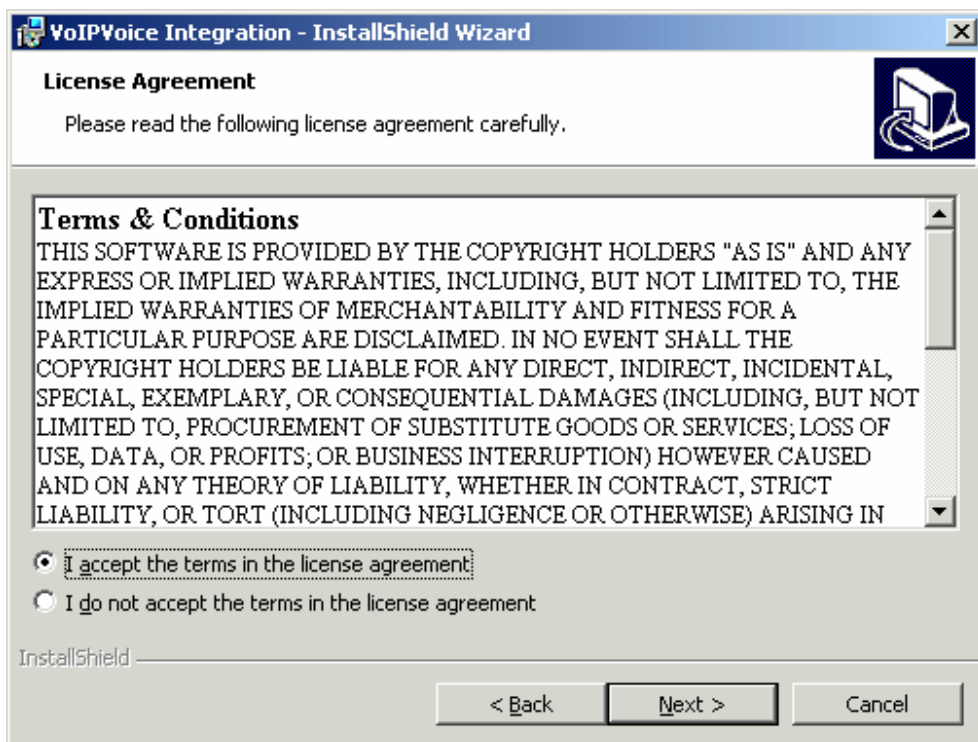 VoIPVoice Integration - InstallShield Wizard
License Agreement
Please read the following license agreement carefully.
Terms & Conditions
THIS SOFTWARE IS PROVIDED BY THE COPYRIGHT HOLDERS "AS IS" AND ANY
EXPRESS OR IMPLIED WARRANTIES, INCLUDING, BUT NOT LIMITED TO, THE
IMPLIED WARRANTIES OF MERCHANTABILITY AND FITNESS FOR A
PARTICULAR PURPOSE ARE DISCLAIMED. IN NO EVENT SHALL THE
COPYRIGHT HOLDERS BE LIABLE FOR ANY DIRECT, INDIRECT, INCIDENTAL,
SPECIAL, EXEMPLARY, OR CONSEQUENTIAL DAMAGES (INCLUDING, BUT NOT
LIMITED TO, PROCUREMENT OF SUBSTITUTE GOODS OR SERVICES; LOSS OF
USE, DATA, OR PROFITS; OR BUSINESS INTERRUPTION) HOWEVER CAUSED
AND ON ANY THEORY OF LIABILITY, WHETHER IN CONTRACT, STRICT
LIABILITY, OR TORT (INCLUDING NEGLIGENCE OR OTHERWISE) ARISING IN
I accept the terms in the license agreement
I do not accept the terms in the license agreement
InstallShield
< Back
Next >
Cancel